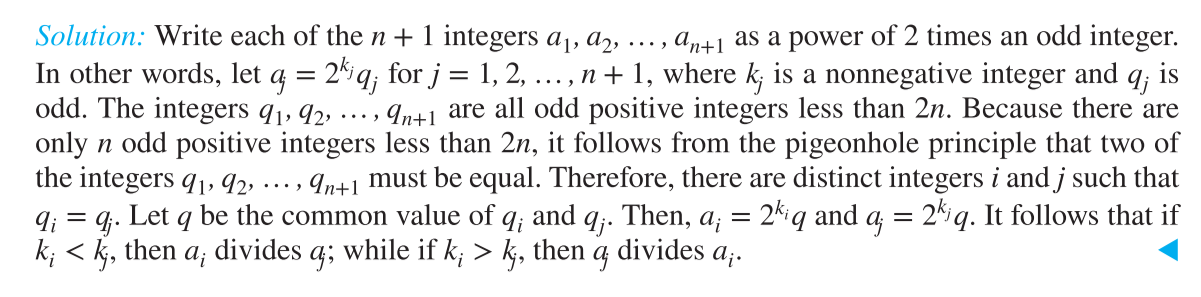 Solution: Write each of the n + 1 integers a₁, a₂, …, aₙ₊₁ as a power of 2 times an odd integer.
In other words, let aⱼ = 2^{kⱼ}qⱼ for j = 1, 2, …, n + 1, where kⱼ is a nonnegative integer and qⱼ is
odd. The integers q₁, q₂, …, qₙ₊₁ are all odd positive integers less than 2n. Because there are
only n odd positive integers less than 2n, it follows from the pigeonhole principle that two of
the integers q₁, q₂, …, qₙ₊₁ must be equal. Therefore, there are distinct integers i and j such that
qᵢ = qⱼ. Let q be the common value of qᵢ and qⱼ. Then, aᵢ = 2^{kᵢ}q and aⱼ = 2^{kⱼ}q. It follows that if
kᵢ < kⱼ, then aᵢ divides aⱼ; while if kᵢ > kⱼ, then aⱼ divides aᵢ.